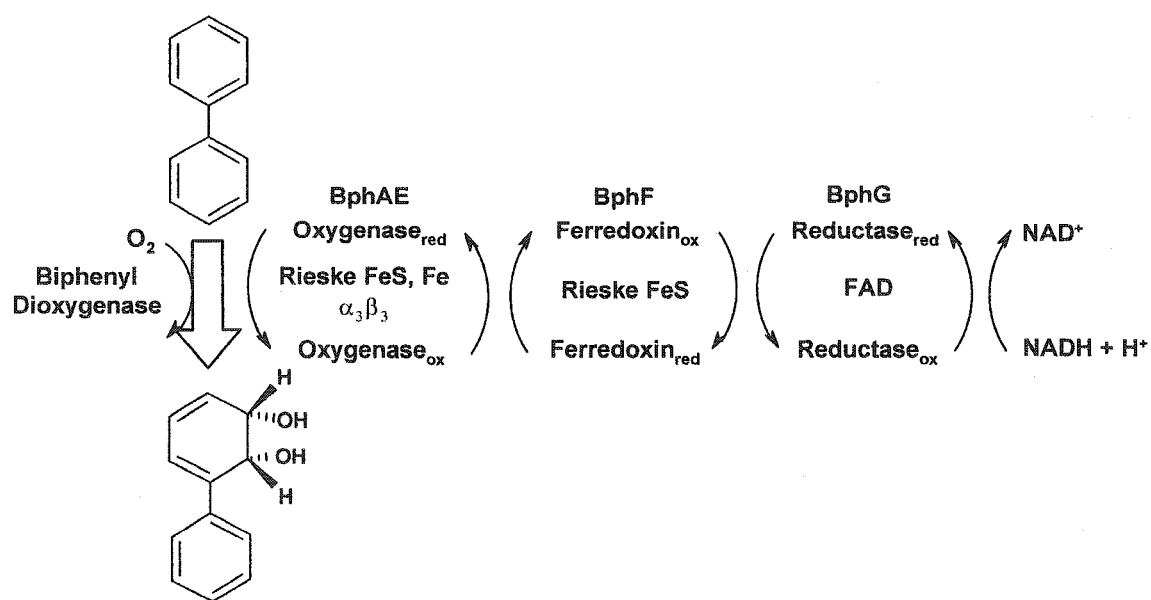 BphAE
BphF
BphG
O₂
Oxygenase_red
Ferredoxin_ox
Reductase_red
NAD⁺
Biphenyl
Dioxygenase
Rieske FeS, Fe
α₃β₃
Rieske FeS
FAD
Oxygenase_ox
Ferredoxin_red
Reductase_ox
NADH + H⁺
H
OH
OH
H